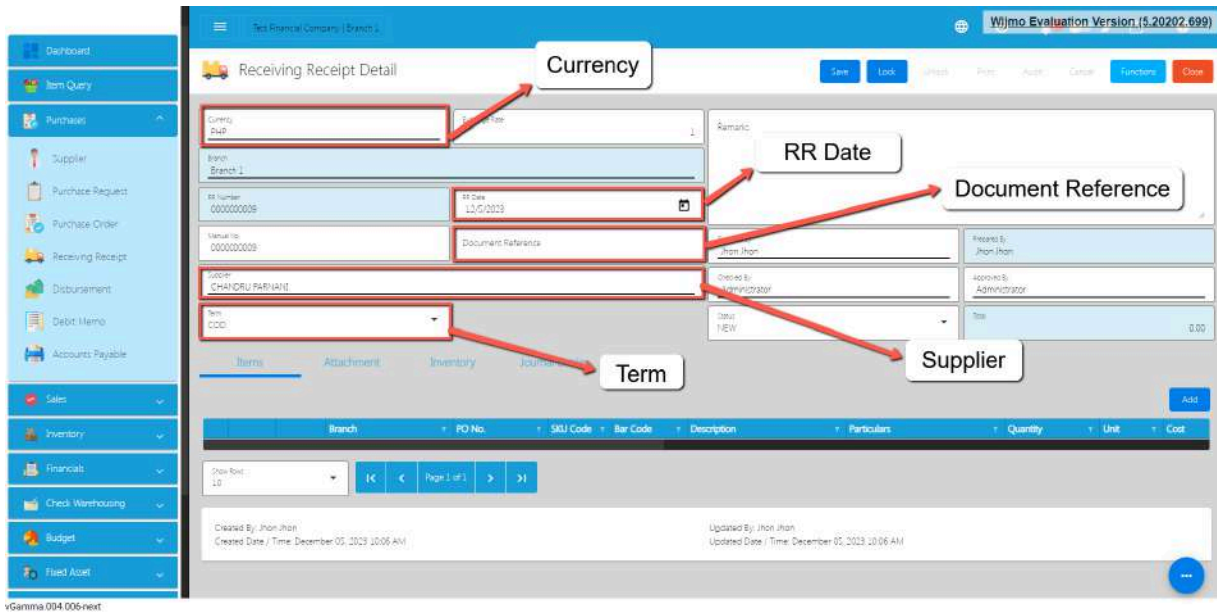 Test Financial Company | Branch 1
Wijmo Evaluation Version (5.20202.699)
Dashboard
Item Query
Purchases
Supplier
Purchase Request
Purchase Order
Receiving Receipt
Disbursement
Debit Memo
Accounts Payable
Sales
Inventory
Financials
Check Warehousing
Budget
Fixed Asset
Receiving Receipt Detail
Currency
Save
Lock
Unlock
Print
Audit
Cancel
Functions
Close
Currency
PHP
Rate
1
Remarks
Branch
Branch 1
RR Date
RR Number
0000000009
RR Date
12/5/2023
Document Reference
Manual No.
0000000009
Document Reference
Jhon Jhon
Prepared By
Jhon Jhon
Supplier
CHANDRU PARNANI
Checked By
Administrator
Approved By
Administrator
Term
COD
Status
NEW
Total
0.00
Items
Attachment
Inventory
Journal
Term
Supplier
Add
Branch
PO No.
SKU Code
Bar Code
Description
Particulars
Quantity
Unit
Cost
Show Rows
10
Page 1 of 1
Created By: Jhon Jhon
Created Date / Time: December 05, 2023 10:06 AM
Updated By: Jhon Jhon
Updated Date / Time: December 05, 2023 10:06 AM
vGamma.004.006-next